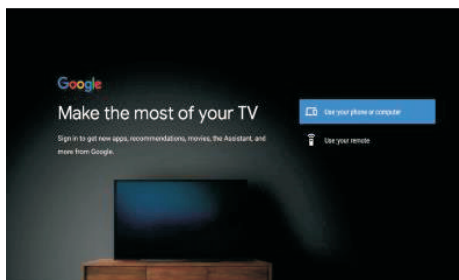 Google
Make the most of your TV
Sign in to get new apps, recommendations, movies, the Assistant, and
more from Google.
Use your phone or computer
Use your remote